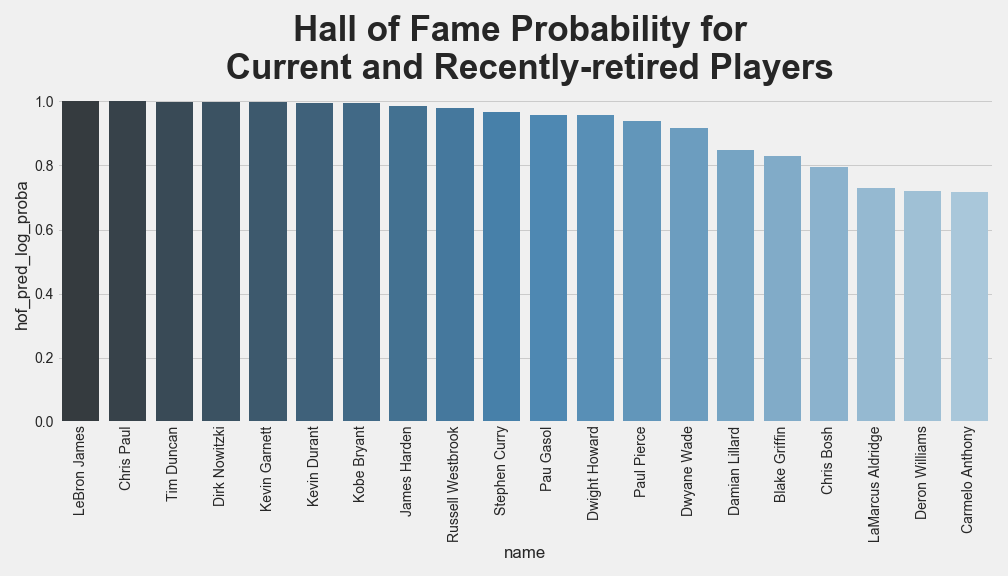 Hall of Fame Probability for
Current and Recently-retired Players
hof_pred_log_proba
1.0
0.8
0.6
0.4
0.2
0.0
LeBron James
Chris Paul
Tim Duncan
Dirk Nowitzki
Kevin Garnett
Kevin Durant
Kobe Bryant
James Harden
Russell Westbrook
Stephen Curry
Pau Gasol
Dwight Howard
Paul Pierce
Dwyane Wade
Damian Lillard
Blake Griffin
Chris Bosh
LaMarcus Aldridge
Deron Williams
Carmelo Anthony
name